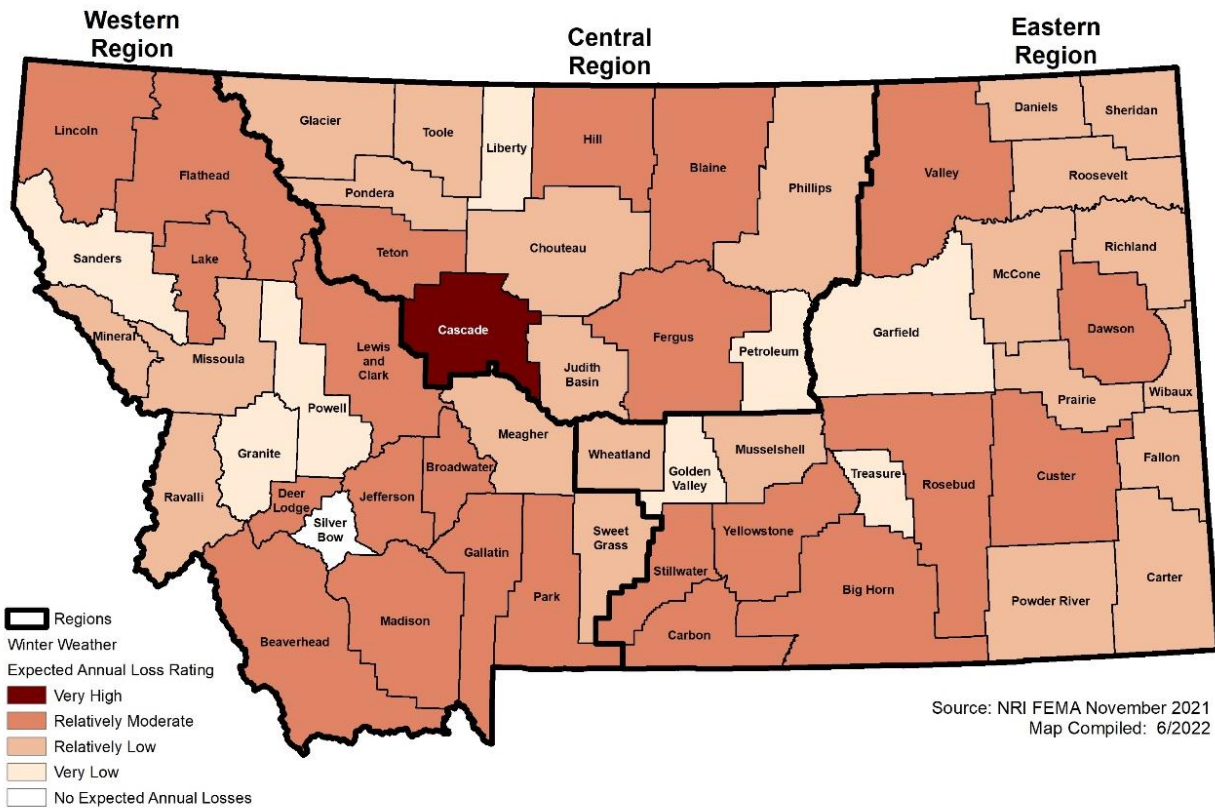 Western
Region
Central
Region
Eastern
Region
Lincoln
Flathead
Glacier
Toole
Liberty
Hill
Blaine
Phillips
Valley
Daniels
Sheridan
Roosevelt
Pondera
Sanders
Lake
Teton
Chouteau
McCone
Richland
Mineral
Missoula
Cascade
Lewis
and
Clark
Judith
Basin
Fergus
Petroleum
Garfield
Dawson
Prairie
Wibaux
Powell
Granite
Ravalli
Deer
Lodge
Silver
Bow
Jefferson
Broadwater
Meagher
Wheatland
Golden
Valley
Musselshell
Treasure
Rosebud
Custer
Fallon
Gallatin
Park
Sweet
Grass
Stillwater
Yellowstone
Big Horn
Carbon
Powder River
Carter
Beaverhead
Madison
Regions
Winter Weather
Expected Annual Loss Rating
Very High
Relatively Moderate
Relatively Low
Very Low
No Expected Annual Losses
Source: NRI FEMA November 2021
Map Compiled: 6/2022